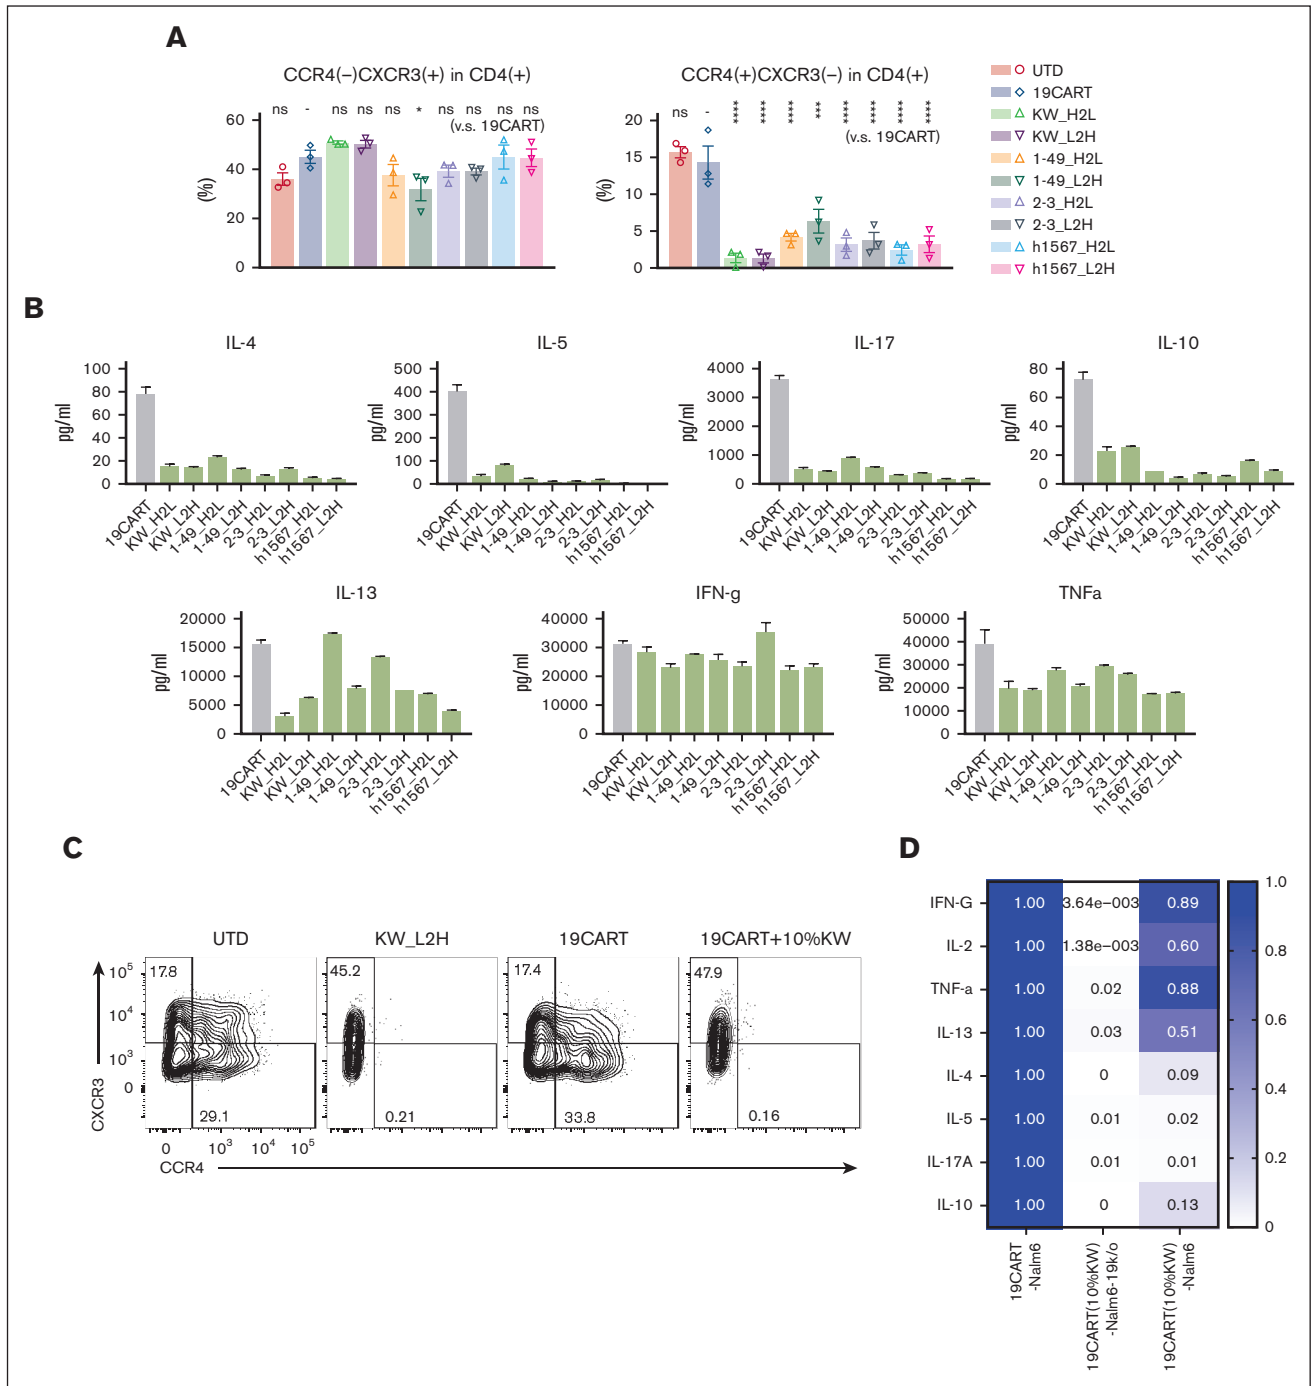 A
CCR4(–)CXCR3(+) in CD4(+)
ns - ns ns ns * ns ns ns ns
(v.s. 19CART)
(%)
60
40
20
0
CCR4(+)CXCR3(–) in CD4(+)
ns - **** **** **** *** **** **** **** ****
(v.s. 19CART)
(%)
20
15
10
5
0
UTD
19CART
KW_H2L
KW_L2H
1-49_H2L
1-49_L2H
2-3_H2L
2-3_L2H
h1567_H2L
h1567_L2H
B
IL-4
pg/ml
100
80
60
40
20
0
19CART
KW_H2L
KW_L2H
1-49_H2L
1-49_L2H
2-3_H2L
2-3_L2H
h1567_H2L
h1567_L2H
IL-5
pg/ml
500
400
300
200
100
0
19CART
KW_H2L
KW_L2H
1-49_H2L
1-49_L2H
2-3_H2L
2-3_L2H
h1567_H2L
h1567_L2H
IL-17
pg/ml
4000
3000
2000
1000
0
19CART
KW_H2L
KW_L2H
1-49_H2L
1-49_L2H
2-3_H2L
2-3_L2H
h1567_H2L
h1567_L2H
IL-10
pg/ml
80
60
40
20
0
19CART
KW_H2L
KW_L2H
1-49_H2L
1-49_L2H
2-3_H2L
2-3_L2H
h1567_H2L
h1567_L2H
IL-13
pg/ml
20000
15000
10000
5000
0
19CART
KW_H2L
KW_L2H
1-49_H2L
1-49_L2H
2-3_H2L
2-3_L2H
h1567_H2L
h1567_L2H
IFN-g
pg/ml
40000
30000
20000
10000
0
19CART
KW_H2L
KW_L2H
1-49_H2L
1-49_L2H
2-3_H2L
2-3_L2H
h1567_H2L
h1567_L2H
TNFa
pg/ml
50000
40000
30000
20000
10000
0
19CART
KW_H2L
KW_L2H
1-49_H2L
1-49_L2H
2-3_H2L
2-3_L2H
h1567_H2L
h1567_L2H
C
UTD KW_L2H 19CART 19CART+10%KW
17.8 45.2 17.4 47.9
29.1 0.21 33.8 0.16
CXCR3
10⁵
10⁴
10³
0
0 10³ 10⁴ 10⁵
CCR4
D
IFN-G 1.00 3.64e–003 0.89
IL-2 1.00 1.38e–003 0.60
TNF-a 1.00 0.02 0.88
IL-13 1.00 0.03 0.51
IL-4 1.00 0 0.09
IL-5 1.00 0.01 0.02
IL-17A 1.00 0.01 0.01
IL-10 1.00 0 0.13
19CART
-Nalm6
19CART(10%KW)
-Nalm6-19k/o
19CART(10%KW)
-Nalm6
1.0
0.8
0.6
0.4
0.2
0